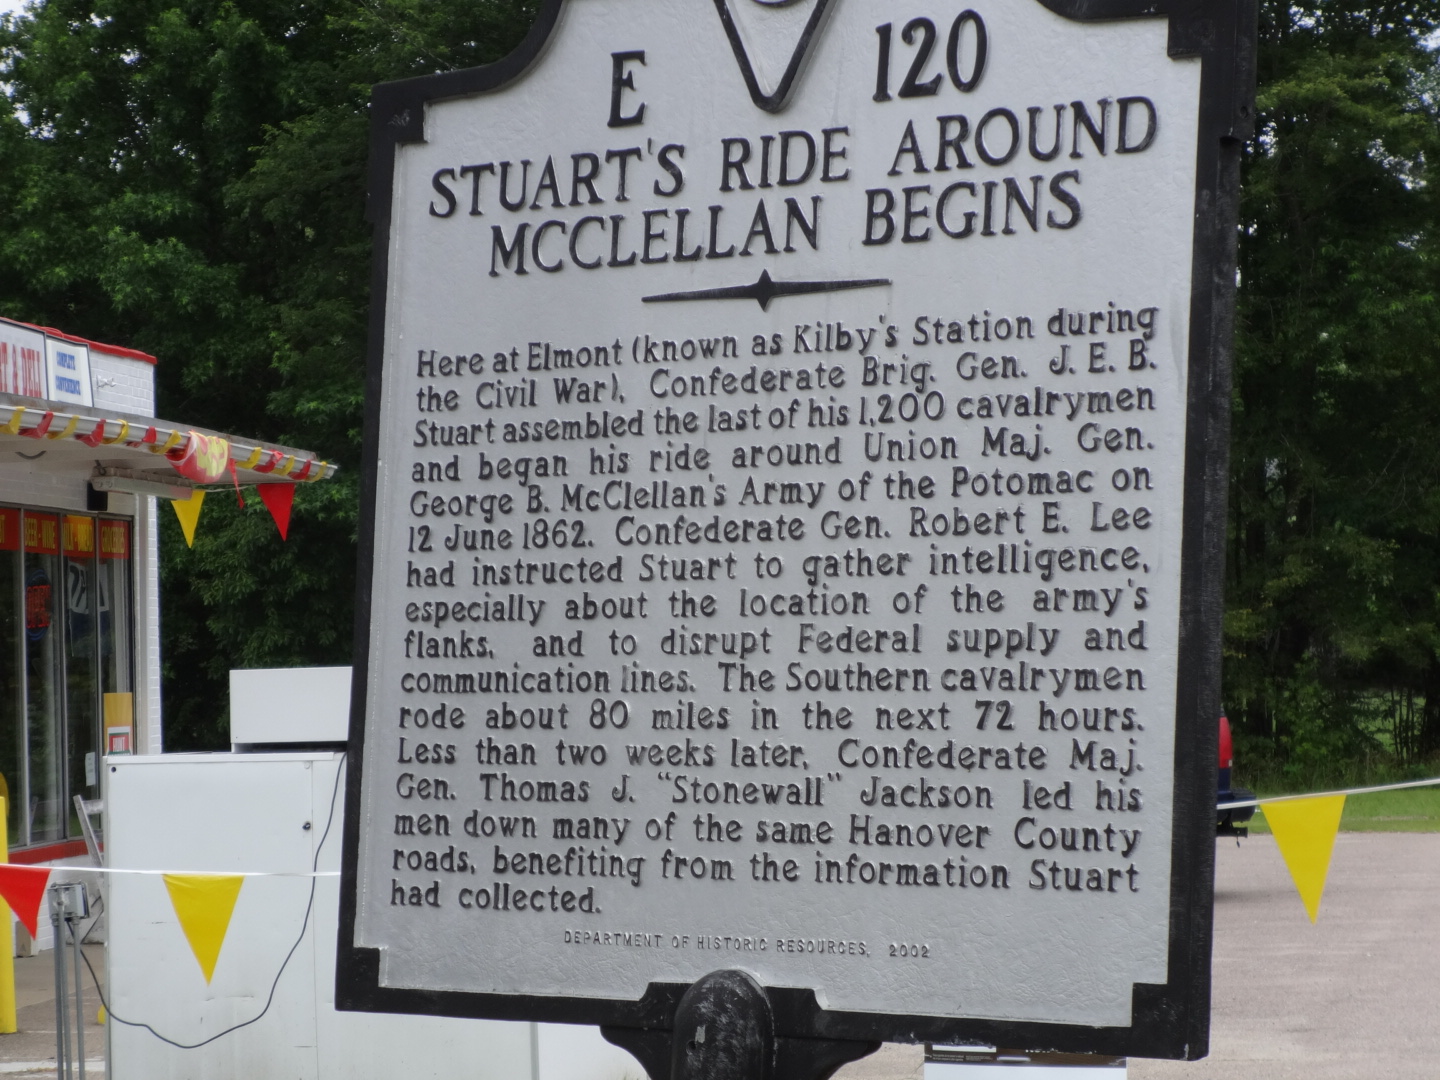 E 120
STUART'S RIDE AROUND
MCCLELLAN BEGINS
Here at Elmont (known as Kilby's Station during
the Civil War), Confederate Brig. Gen. J. E. B.
Stuart assembled the last of his 1,200 cavalrymen
and began his ride around Union Maj. Gen.
George B. McClellan's Army of the Potomac on
12 June 1862. Confederate Gen. Robert E. Lee
had instructed Stuart to gather intelligence,
especially about the location of the army's
flanks, and to disrupt Federal supply and
communication lines. The Southern cavalrymen
rode about 80 miles in the next 72 hours.
Less than two weeks later, Confederate Maj.
Gen. Thomas J. "Stonewall" Jackson led his
men down many of the same Hanover County
roads, benefiting from the information Stuart
had collected.
DEPARTMENT OF HISTORIC RESOURCES, 2002
& DELI
COMPLETE
BEER - WINE
GROCERIES
OPEN